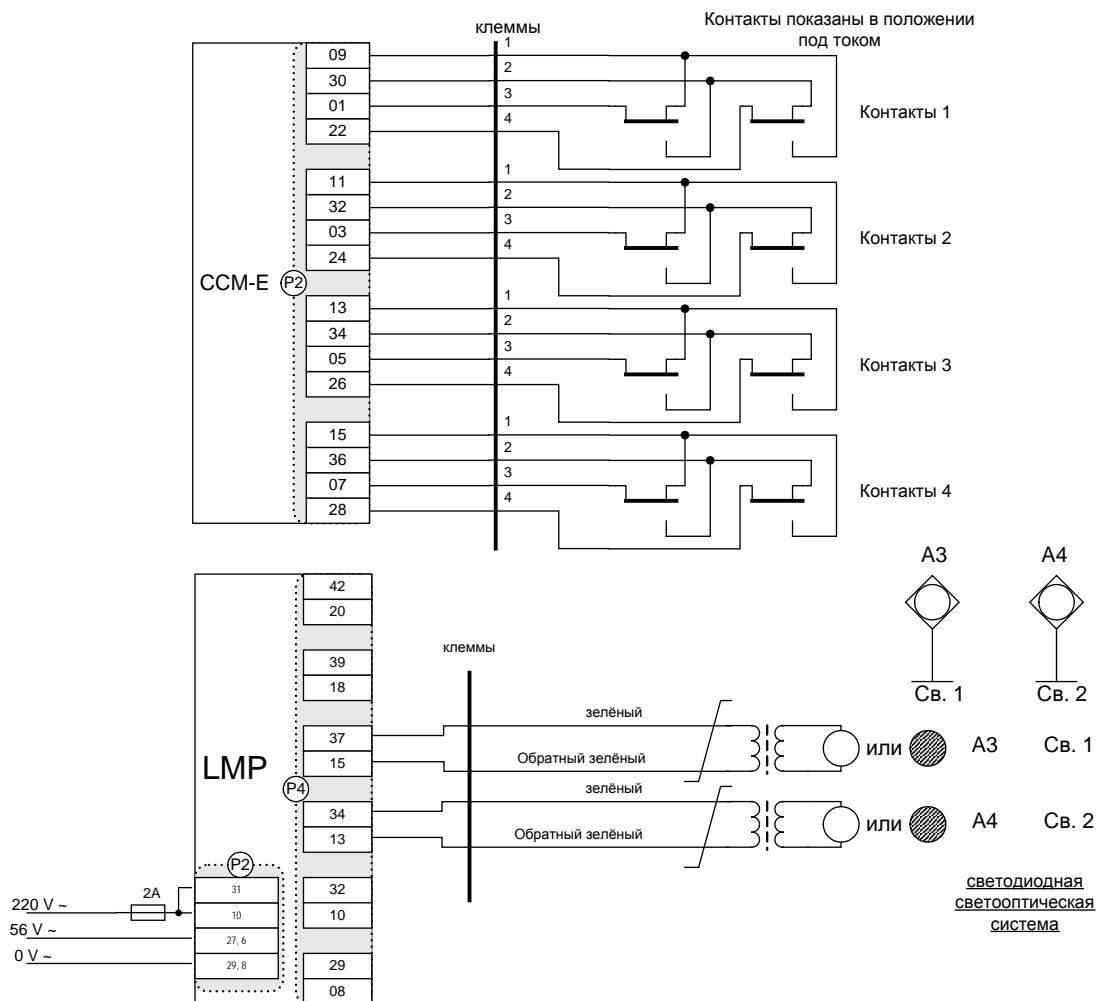 Контакты показаны в положении
под током
клеммы
CCM-E
P2
09
30
01
22
1
2
3
4
Контакты 1
11
32
03
24
1
2
3
4
Контакты 2
13
34
05
26
1
2
3
4
Контакты 3
15
36
07
28
1
2
3
4
Контакты 4
A3
A4
Св. 1
Св. 2
LMP
P4
42
20
39
18
37
15
34
13
32
10
29
08
клеммы
зелёный
Обратный зелёный
или
A3
Св. 1
зелёный
Обратный зелёный
или
A4
Св. 2
светодиодная
светооптическая
система
P2
31
10
27, 6
29, 8
2A
220 V ~
56 V ~
0 V ~